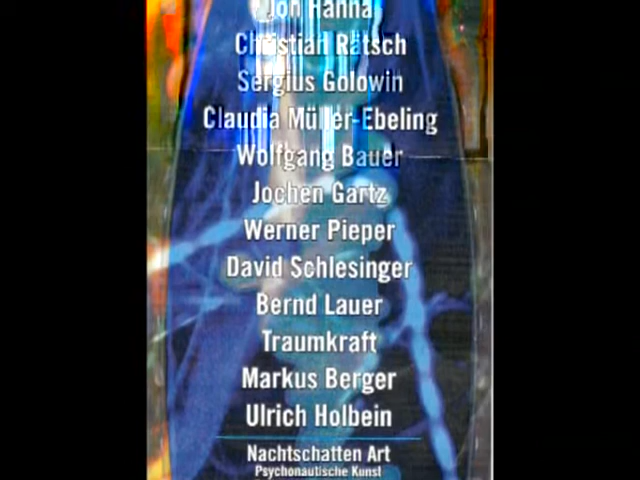 Jon Hanna
Christian Rätsch
Sergius Golowin
Claudia Müller-Ebeling
Wolfgang Bauer
Jochen Gartz
Werner Pieper
David Schlesinger
Bernd Lauer
Traumkraft
Markus Berger
Ulrich Holbein
Nachtschatten Art
Psychonautische Kunst